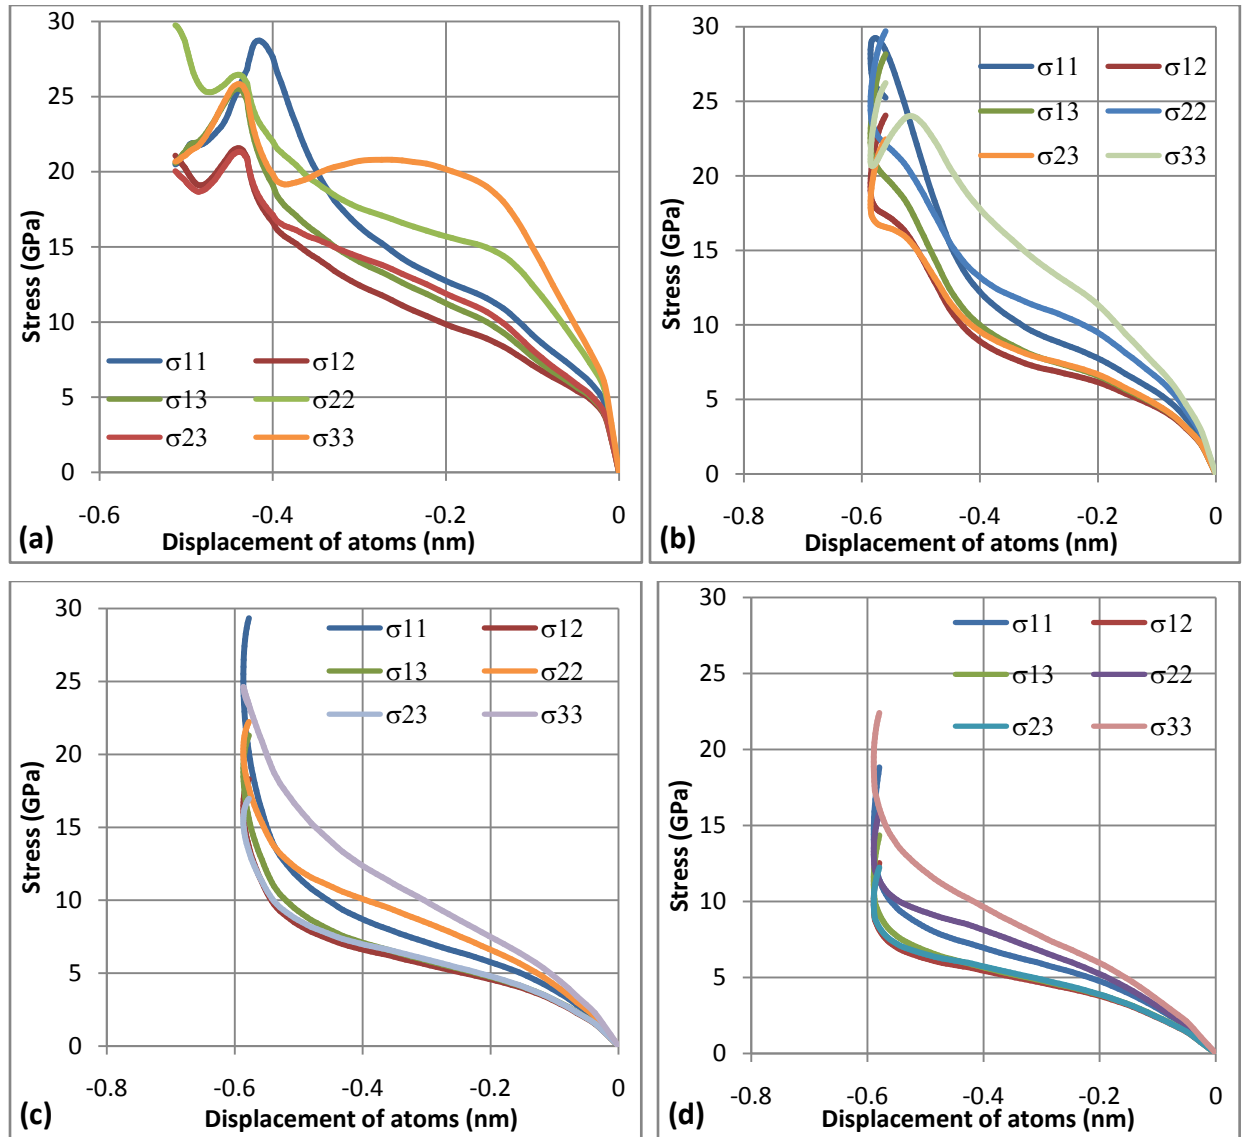 30
25
20
15
10
5
0
Stress (GPa)
σ11 σ12
σ13 σ22
σ23 σ33
-0.6 -0.4 -0.2 0
Displacement of atoms (nm)
(a)
30
25
20
15
10
5
0
Stress (GPa)
σ11 σ12
σ13 σ22
σ23 σ33
-0.8 -0.6 -0.4 -0.2 0
Displacement of atoms (nm)
(b)
30
25
20
15
10
5
0
Stress (GPa)
σ11 σ12
σ13 σ22
σ23 σ33
-0.8 -0.6 -0.4 -0.2 0
Displacement of atoms (nm)
(c)
30
25
20
15
10
5
0
Stress (GPa)
σ11 σ12
σ13 σ22
σ23 σ33
-0.8 -0.6 -0.4 -0.2 0
Displacement of atoms (nm)
(d)